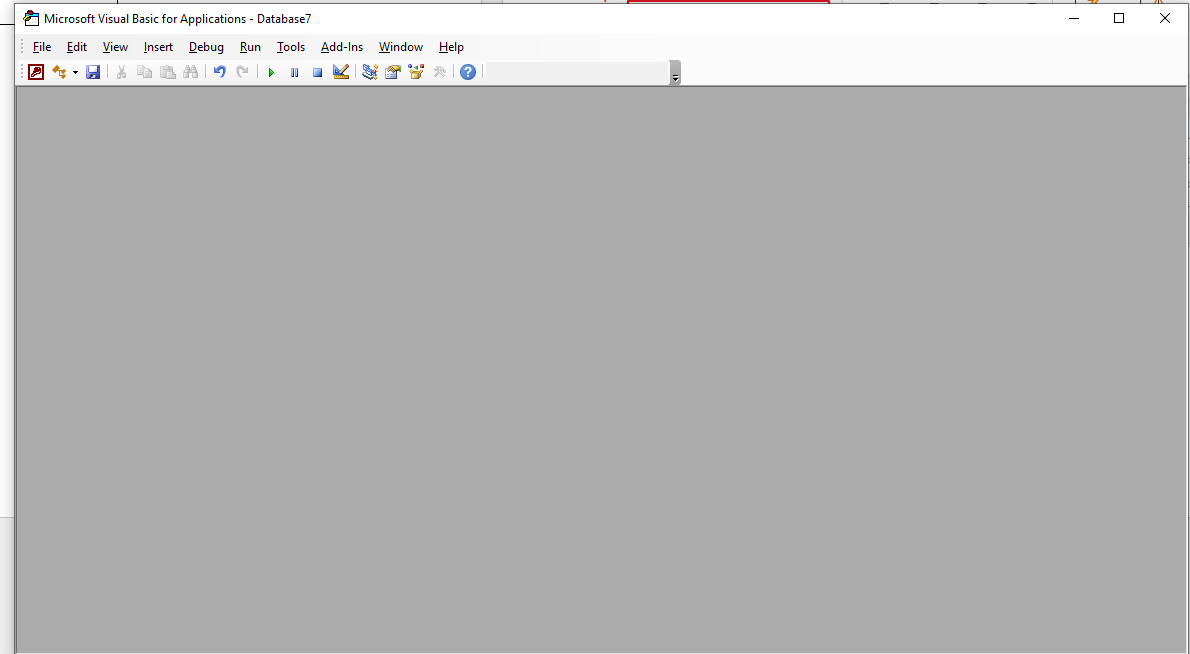 Microsoft Visual Basic for Applications - Database7
File Edit View Insert Debug Run Tools Add-Ins Window Help
?